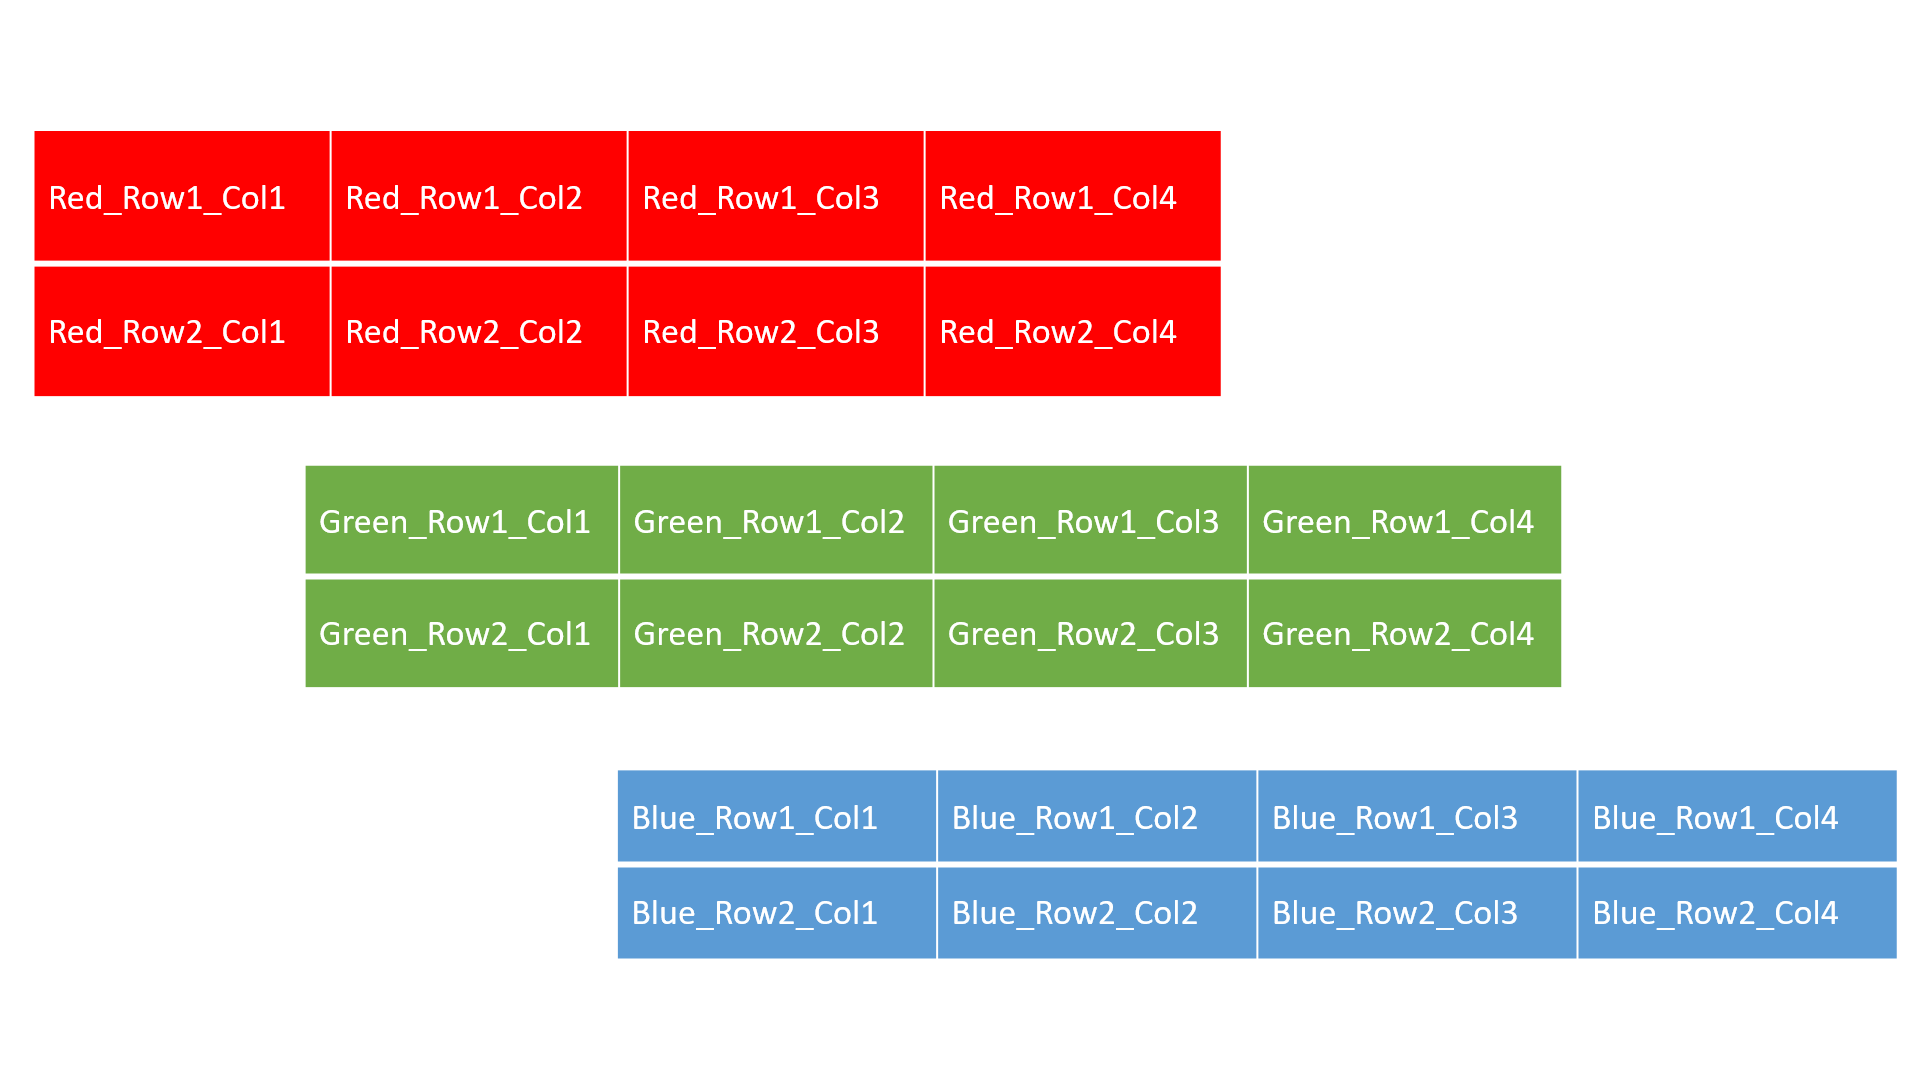 Red_Row1_Col1 Red_Row1_Col2 Red_Row1_Col3 Red_Row1_Col4
Red_Row2_Col1 Red_Row2_Col2 Red_Row2_Col3 Red_Row2_Col4
Green_Row1_Col1 Green_Row1_Col2 Green_Row1_Col3 Green_Row1_Col4
Green_Row2_Col1 Green_Row2_Col2 Green_Row2_Col3 Green_Row2_Col4
Blue_Row1_Col1 Blue_Row1_Col2 Blue_Row1_Col3 Blue_Row1_Col4
Blue_Row2_Col1 Blue_Row2_Col2 Blue_Row2_Col3 Blue_Row2_Col4